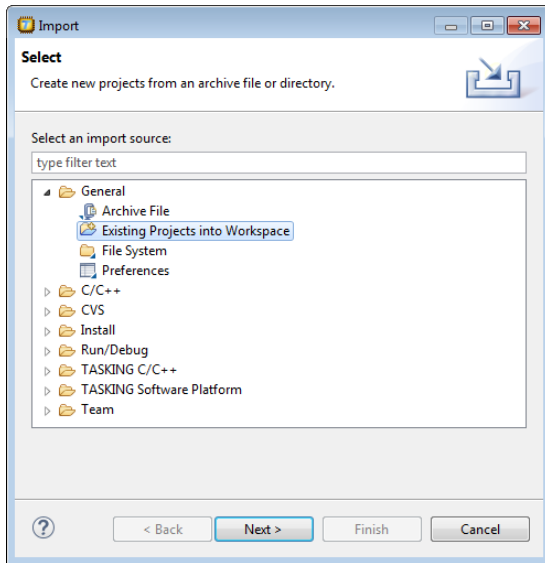 Import
Select
Create new projects from an archive file or directory.
Select an import source:
type filter text
General
Archive File
Existing Projects into Workspace
File System
Preferences
C/C++
CVS
Install
Run/Debug
TASKING C/C++
TASKING Software Platform
Team
?
< Back Next > Finish Cancel